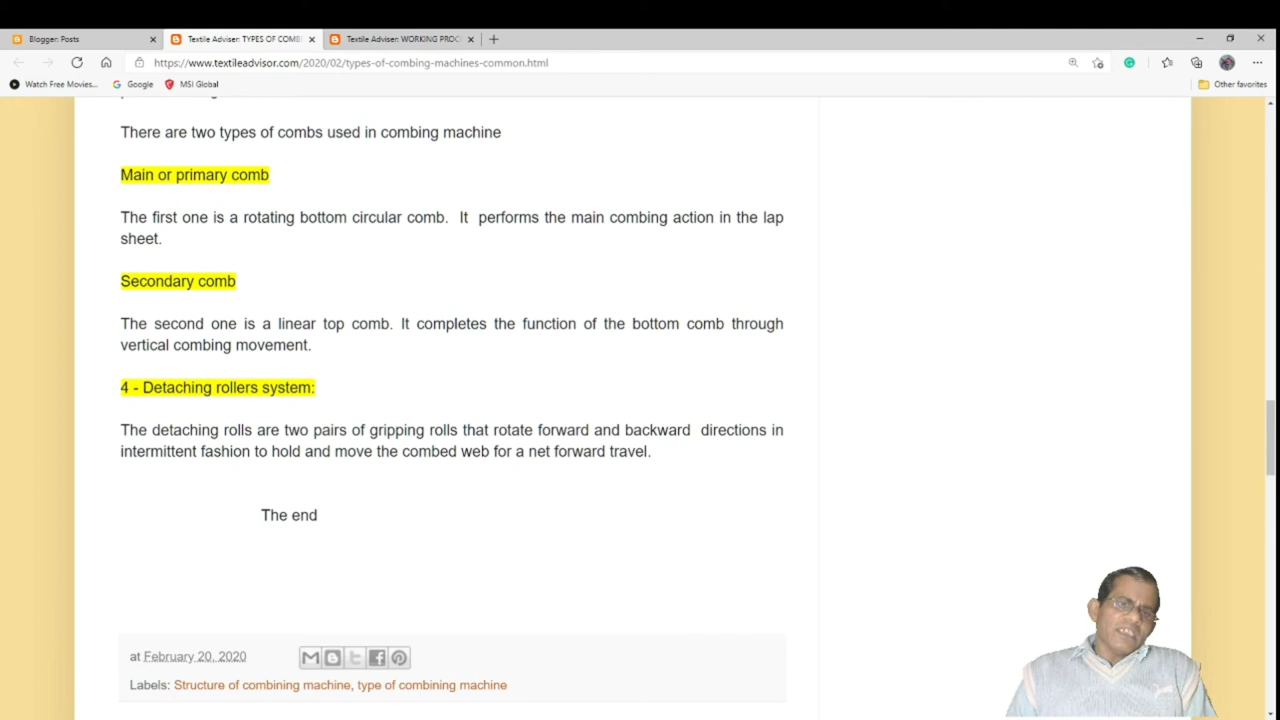 Blogger: Posts
Textile Adviser: TYPES OF COMB
Textile Adviser: WORKING PROC
https://www.textileadvisor.com/2020/02/types-of-combing-machines-common.html
Watch Free Movies...
Google
MSI Global
Other favorites
There are two types of combs used in combing machine
Main or primary comb
The first one is a rotating bottom circular comb. It performs the main combing action in the lap
sheet.
Secondary comb
The second one is a linear top comb. It completes the function of the bottom comb through
vertical combing movement.
4 - Detaching rollers system:
The detaching rolls are two pairs of gripping rolls that rotate forward and backward directions in
intermittent fashion to hold and move the combed web for a net forward travel.
The end
at February 20, 2020
Labels: Structure of combining machine, type of combining machine